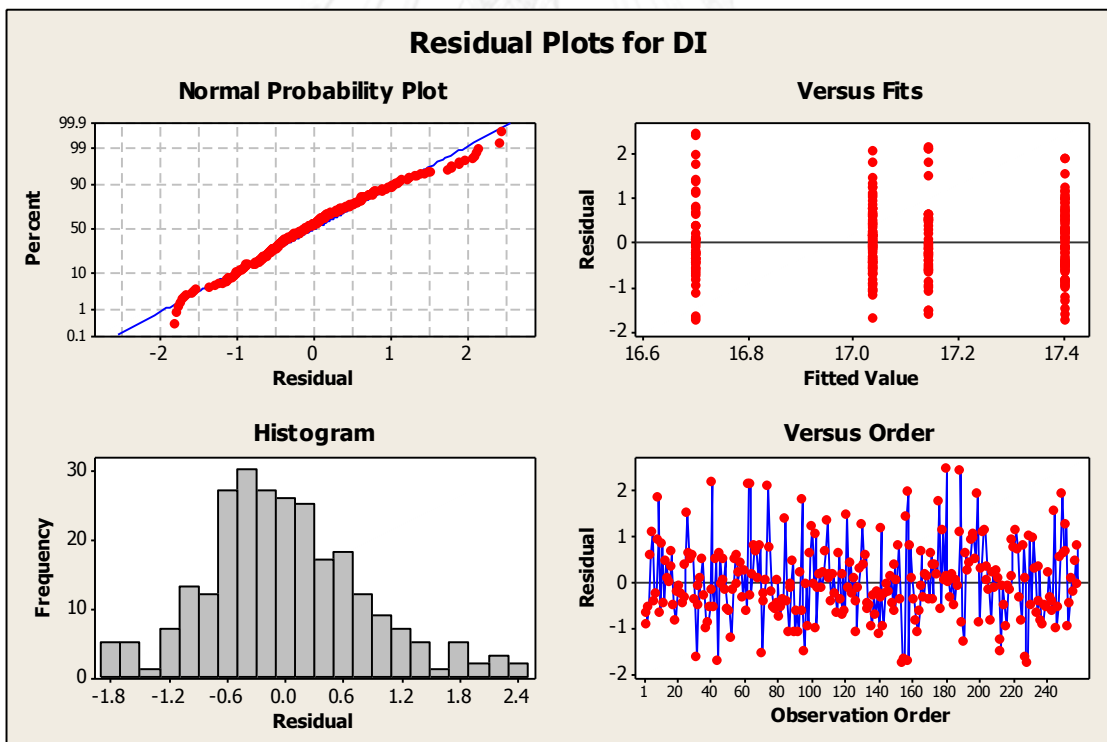 Residual Plots for DI
Normal Probability Plot
99.9
99
90
50
10
1
0.1
Percent
-2 -1 0 1 2
Residual
Versus Fits
2
1
0
-1
-2
Residual
16.6 16.8 17.0 17.2 17.4
Fitted Value
Histogram
30
20
10
0
Frequency
-1.8 -1.2 -0.6 0.0 0.6 1.2 1.8 2.4
Residual
Versus Order
2
1
0
-1
-2
Residual
1 20 40 60 80 100 120 140 160 180 200 220 240
Observation Order